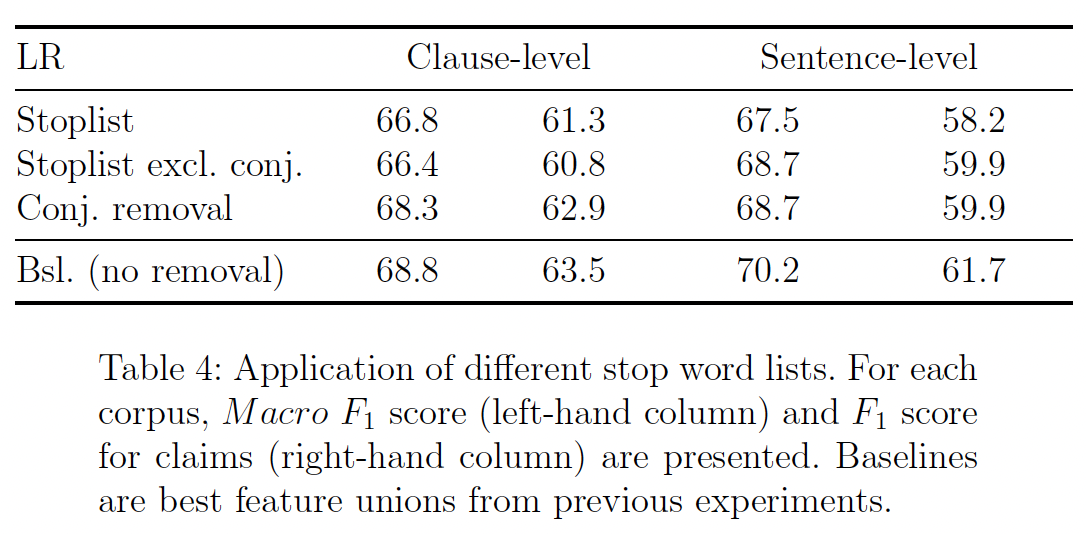 LR Clause-level Sentence-level
Stoplist 66.8 61.3 67.5 58.2
Stoplist excl. conj. 66.4 60.8 68.7 59.9
Conj. removal 68.3 62.9 68.7 59.9
Bsl. (no removal) 68.8 63.5 70.2 61.7
Table 4: Application of different stop word lists. For each
corpus, Macro F1 score (left-hand column) and F1 score
for claims (right-hand column) are presented. Baselines
are best feature unions from previous experiments.